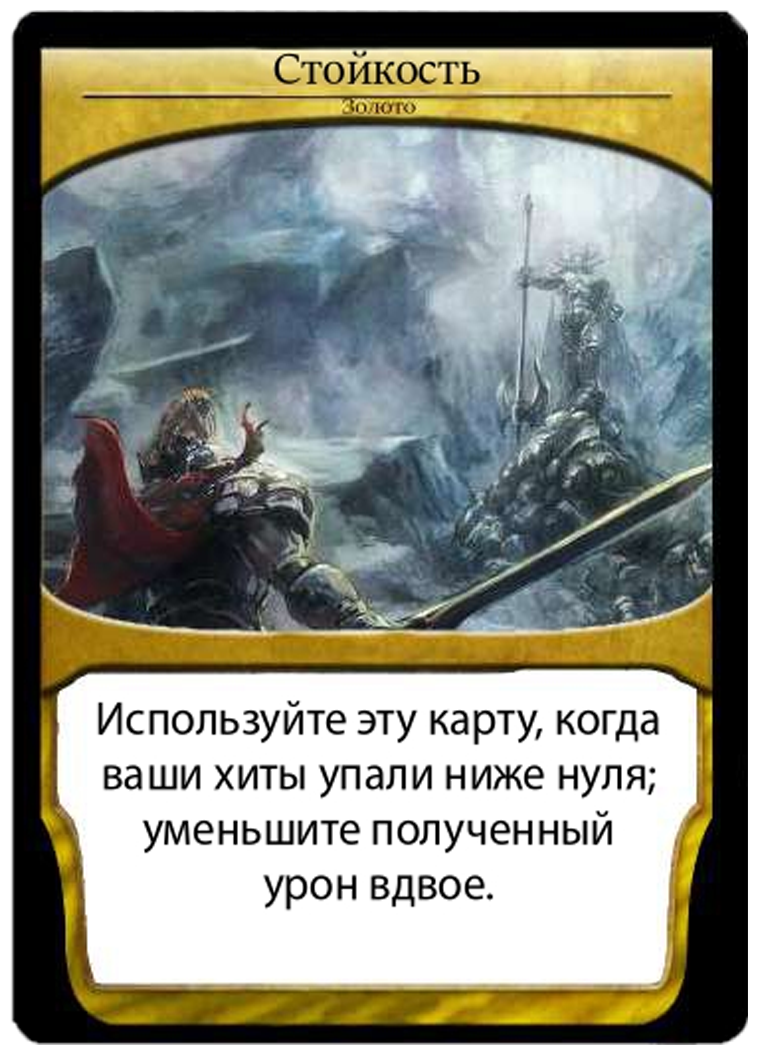 Стойкость
Золото
Используйте эту карту, когда
ваши хиты упали ниже нуля;
уменьшите полученный
урон вдвое.